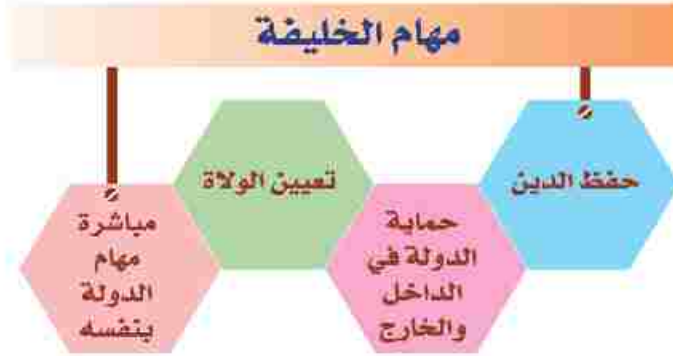 مهام الخليفة
حفظ الدين
حماية
الدولة في
الداخل
والخارج
تعيين الولاة
مباشرة
مهام
الدولة
بنفسه